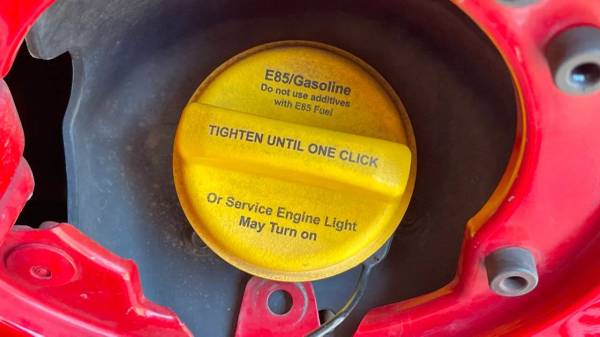 E85/Gasoline
Do not use additives
with E85 Fuel
TIGHTEN UNTIL ONE CLICK
Or Service Engine Light
May Turn on